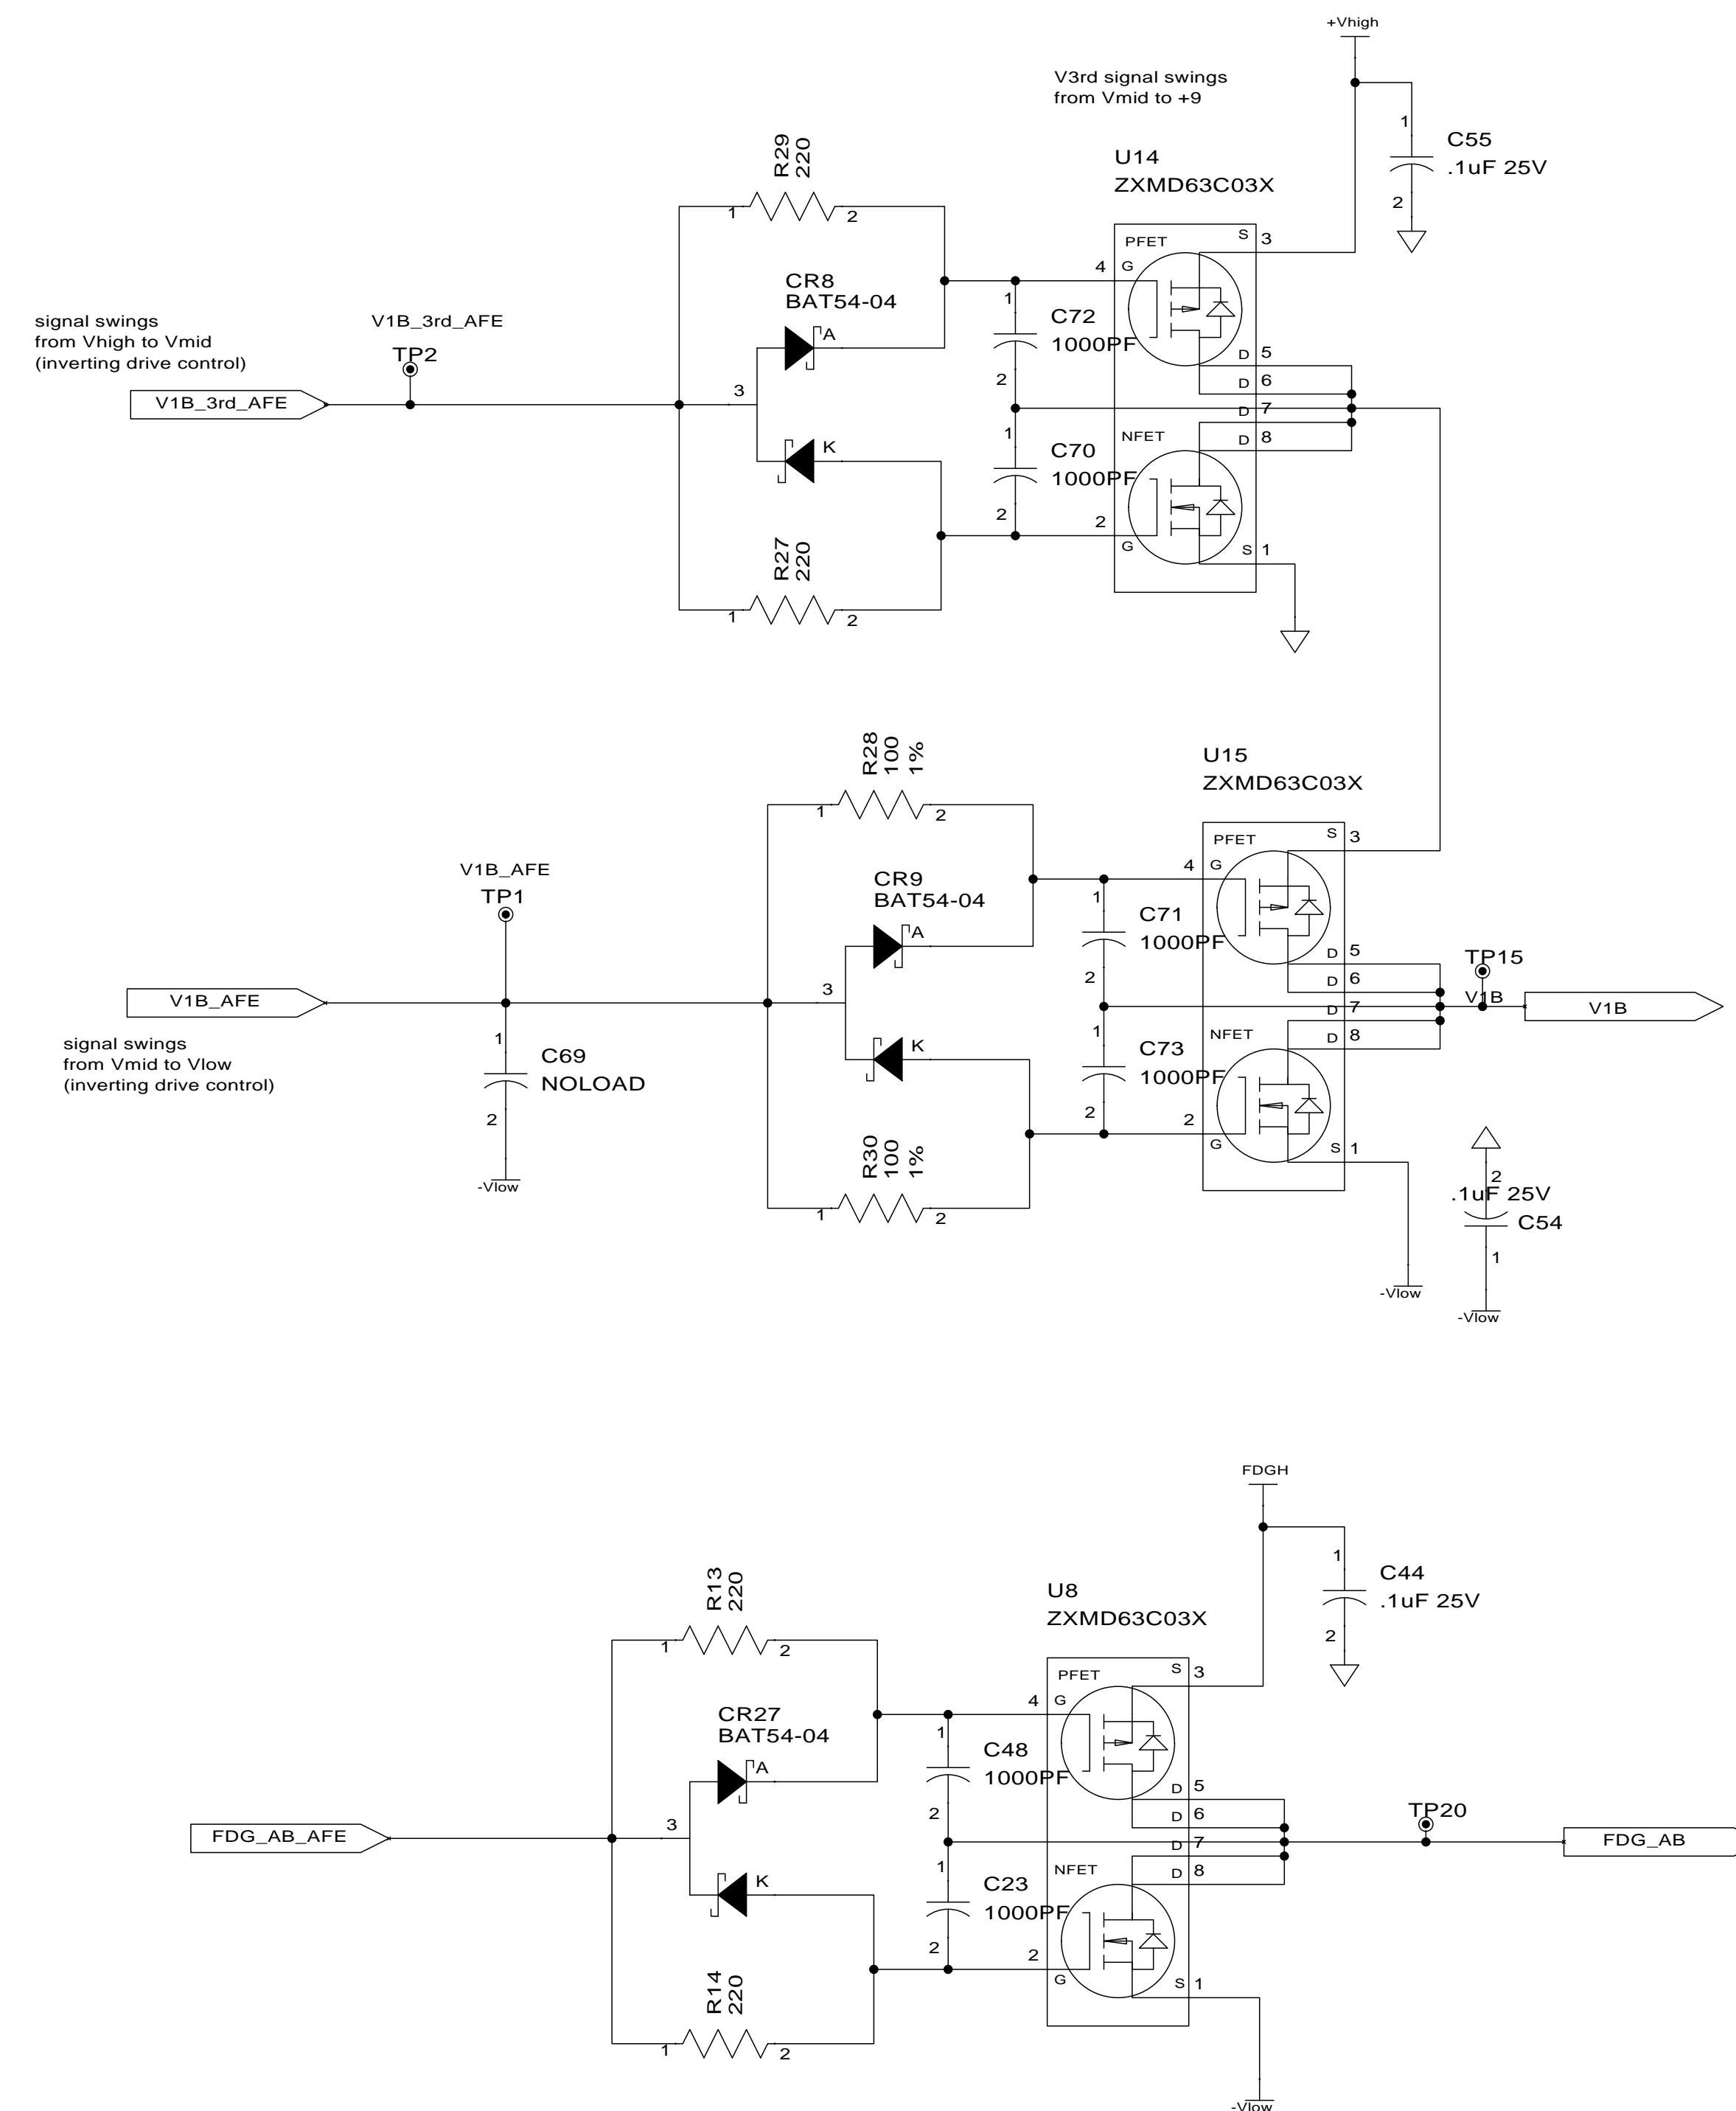 +Vhigh
V3rd signal swings
from Vmid to +9
1
C55
.1uF 25V
2
R29
220
1
2
U14
ZXMD63C03X
PFET
S
3
4
G
CR8
BAT54-04
A
1
C72
1000PF
2
D
5
D
6
D
7
D
8
signal swings
from Vhigh to Vmid
(inverting drive control)
V1B_3rd_AFE
TP2
V1B_3rd_AFE
3
K
1
C70
1000PF
2
NFET
2
G
S
1
R27
220
1
2
R28
100
1%
1
2
U15
ZXMD63C03X
PFET
S
3
4
G
V1B_AFE
TP1
CR9
BAT54-04
A
1
C71
1000PF
2
D
5
D
6
D
7
D
8
TP15
V1B
V1B
V1B_AFE
3
signal swings
from Vmid to Vlow
(inverting drive control)
1
C69
NOLOAD
2
-Vlow
K
1
C73
1000PF
2
NFET
2
G
S
1
R30
100
1%
1
2
2
.1uF 25V
C54
1
-Vlow
-Vlow
FDGH
1
C44
.1uF 25V
2
R13
220
1
2
U8
ZXMD63C03X
PFET
S
3
4
G
CR27
BAT54-04
A
1
C48
1000PF
2
D
5
D
6
D
7
D
8
TP20
FDG_AB_AFE
3
FDG_AB
K
1
C23
1000PF
2
NFET
2
G
S
1
R14
220
1
2
-Vlow